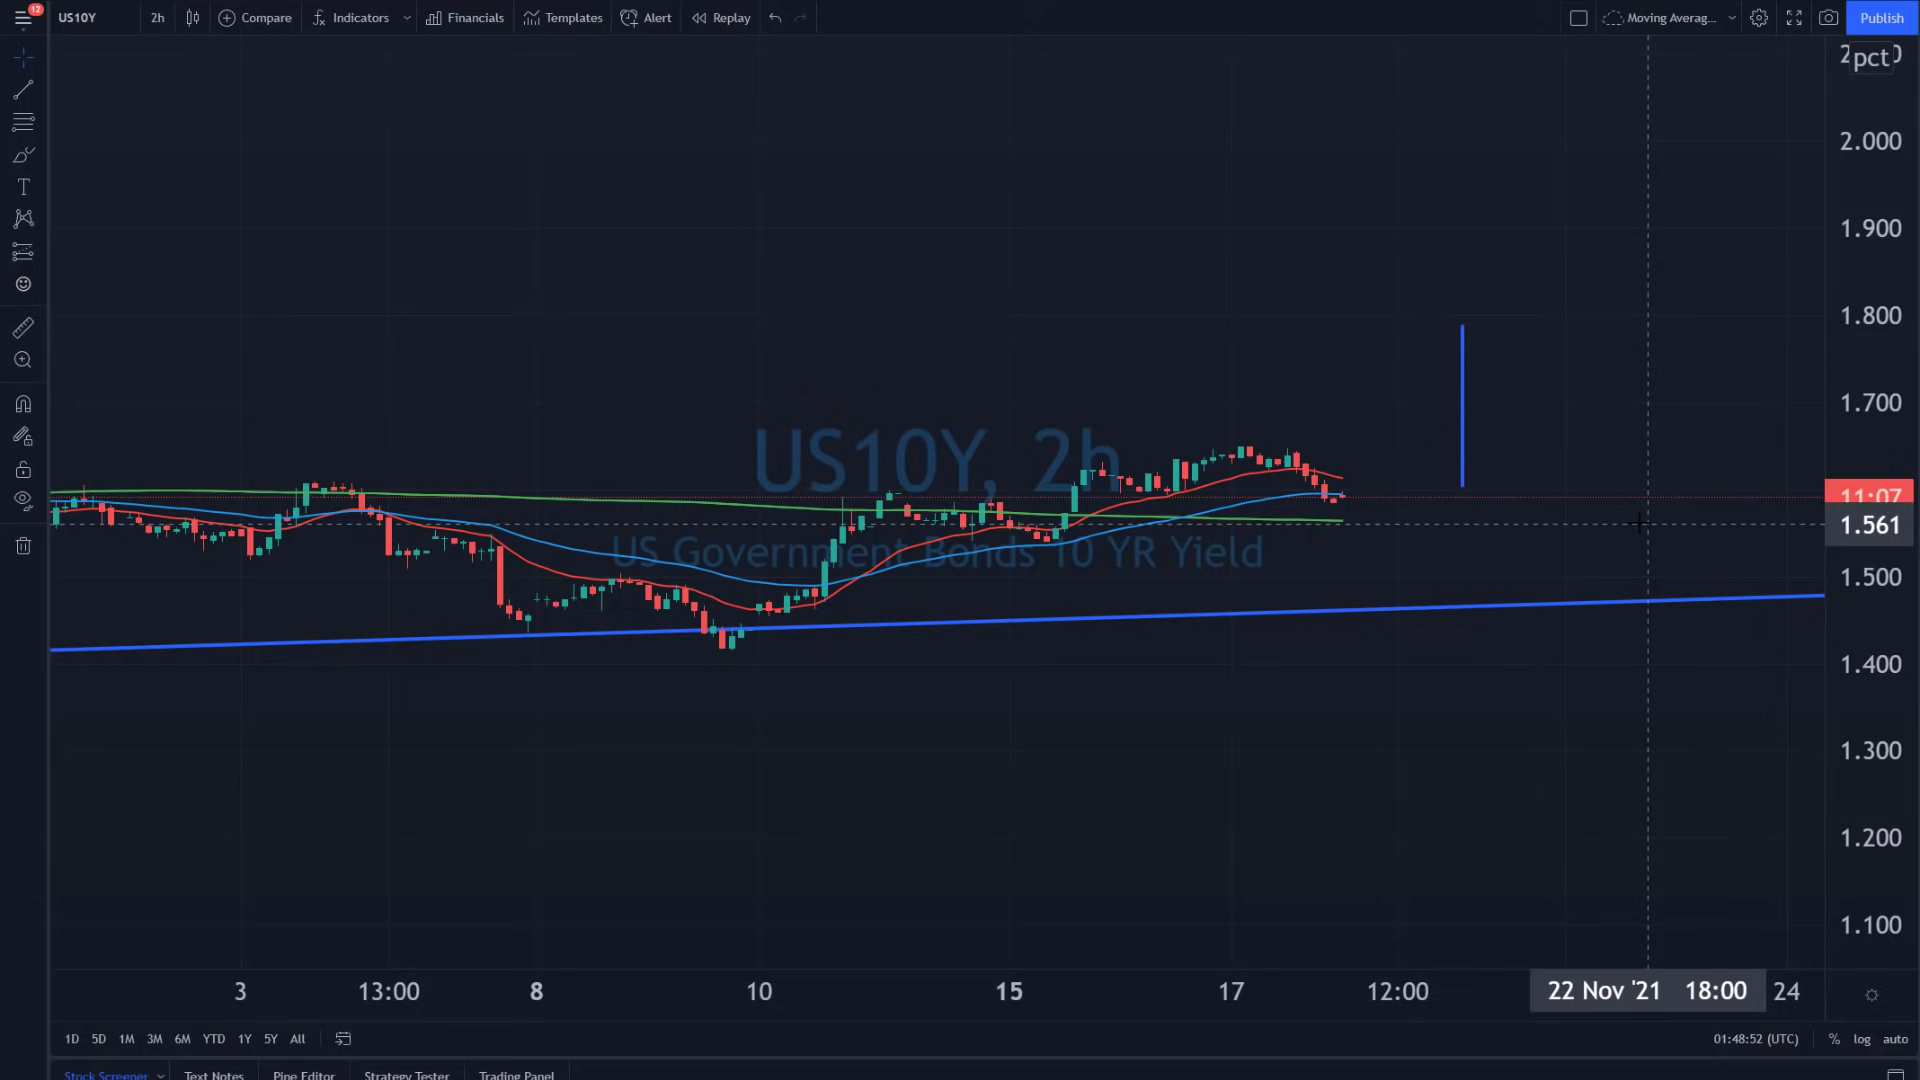 12
US10Y 2h Compare Indicators Financials Templates Alert Replay Moving Averag... Publish
pct
2.000
1.900
1.800
1.700
US10Y, 2h
11:07
1.561
US Government Bonds 10 YR Yield
1.500
1.400
1.300
1.200
1.100
3 13:00 8 10 15 17 12:00 22 Nov '21 18:00 24
1D 5D 1M 3M 6M YTD 1Y 5Y All 01:48:52 (UTC) % log auto
Stock Screener Text Notes Pine Editor Strategy Tester Trading Panel